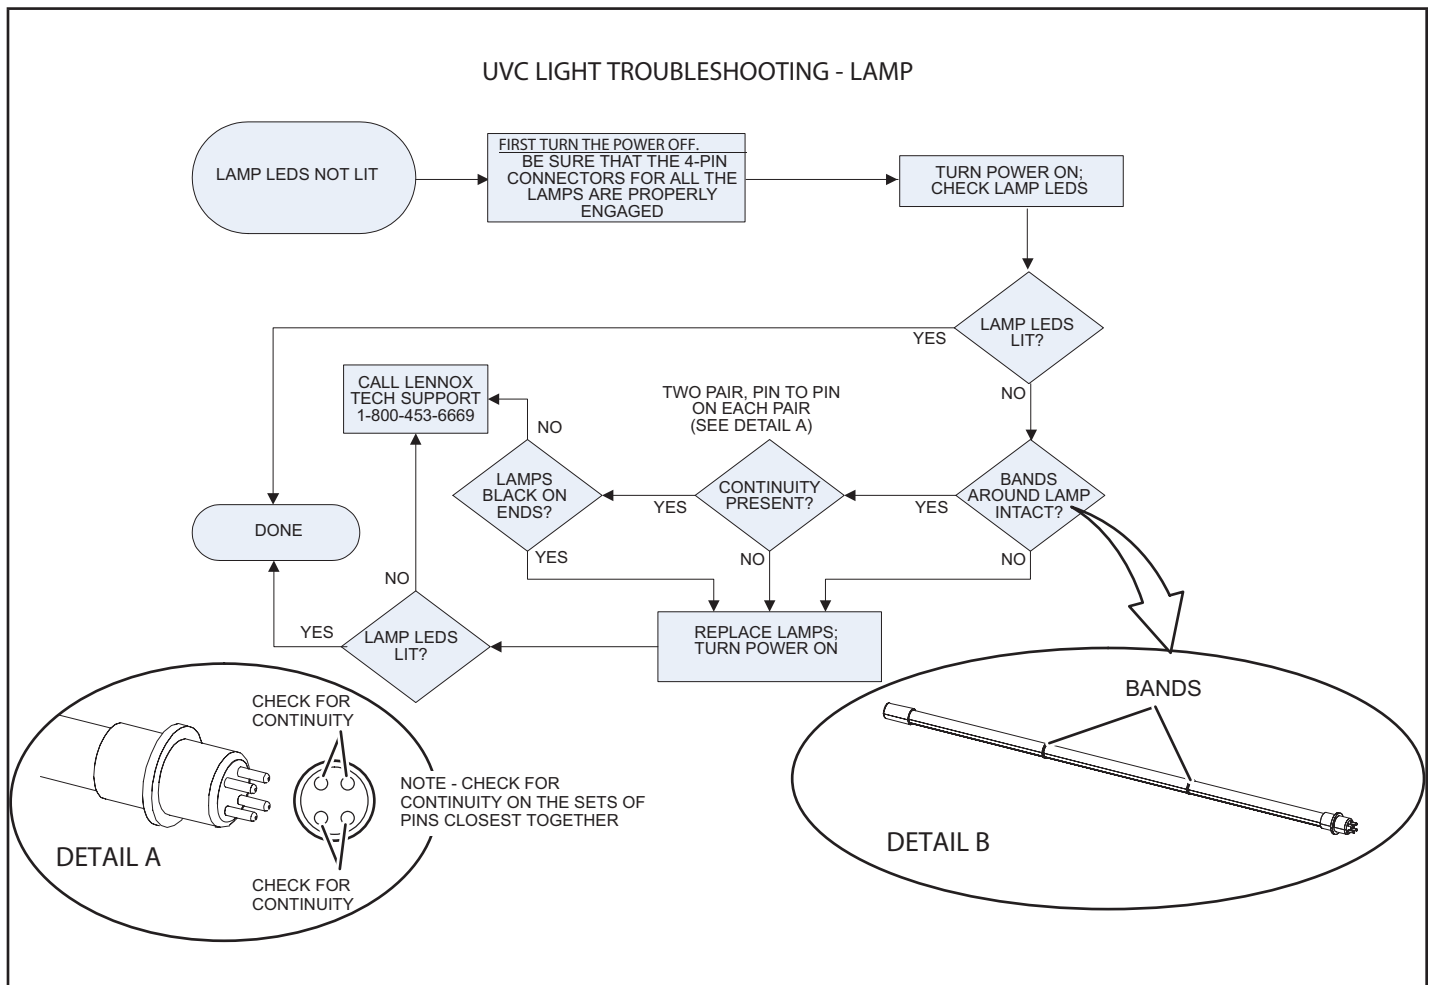 UVC LIGHT TROUBLESHOOTING - LAMP
LAMP LEDS NOT LIT
FIRST TURN THE POWER OFF.
BE SURE THAT THE 4-PIN
CONNECTORS FOR ALL THE
LAMPS ARE PROPERLY
ENGAGED
TURN POWER ON;
CHECK LAMP LEDS
LAMP LEDS
LIT?
YES
NO
CALL LENNOX
TECH SUPPORT
1-800-453-6669
TWO PAIR, PIN TO PIN
ON EACH PAIR
(SEE DETAIL A)
NO
LAMPS
BLACK ON
ENDS?
YES
CONTINUITY
PRESENT?
YES
BANDS
AROUND LAMP
INTACT?
DONE
YES
NO
NO
NO
YES
LAMP LEDS
LIT?
REPLACE LAMPS;
TURN POWER ON
CHECK FOR
CONTINUITY
NOTE - CHECK FOR
CONTINUITY ON THE SETS OF
PINS CLOSEST TOGETHER
DETAIL A
CHECK FOR
CONTINUITY
BANDS
DETAIL B